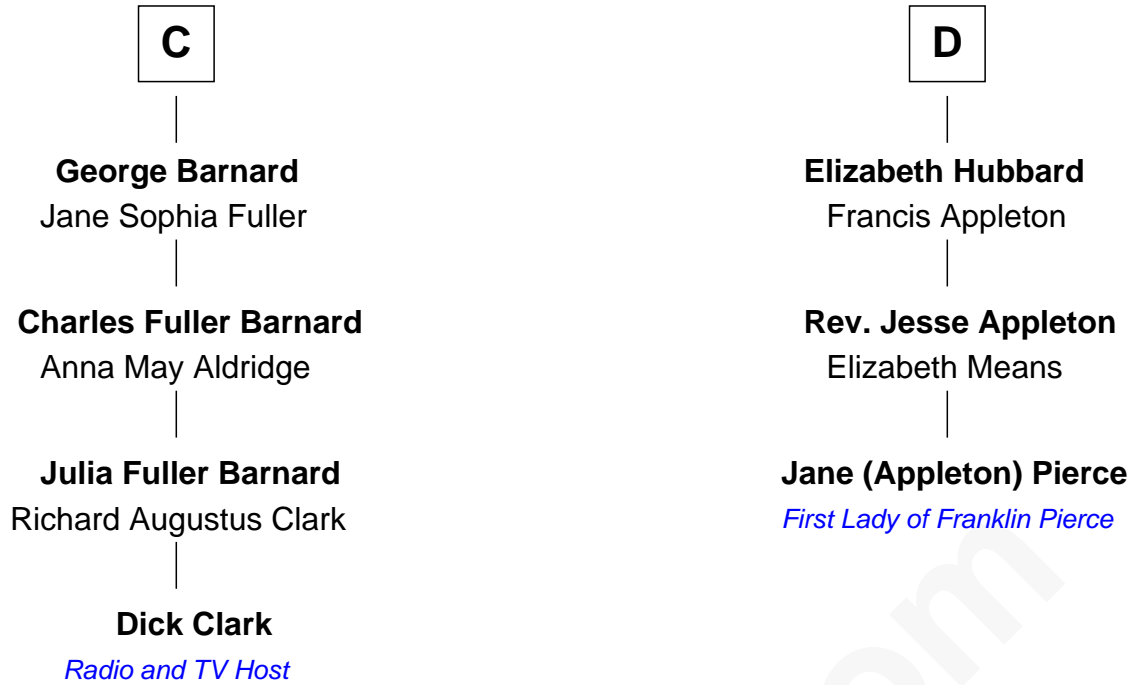 C
George Barnard
Jane Sophia Fuller
Charles Fuller Barnard
Anna May Aldridge
Julia Fuller Barnard
Richard Augustus Clark
Dick Clark
Radio and TV Host
D
Elizabeth Hubbard
Francis Appleton
Rev. Jesse Appleton
Elizabeth Means
Jane (Appleton) Pierce
First Lady of Franklin Pierce
om